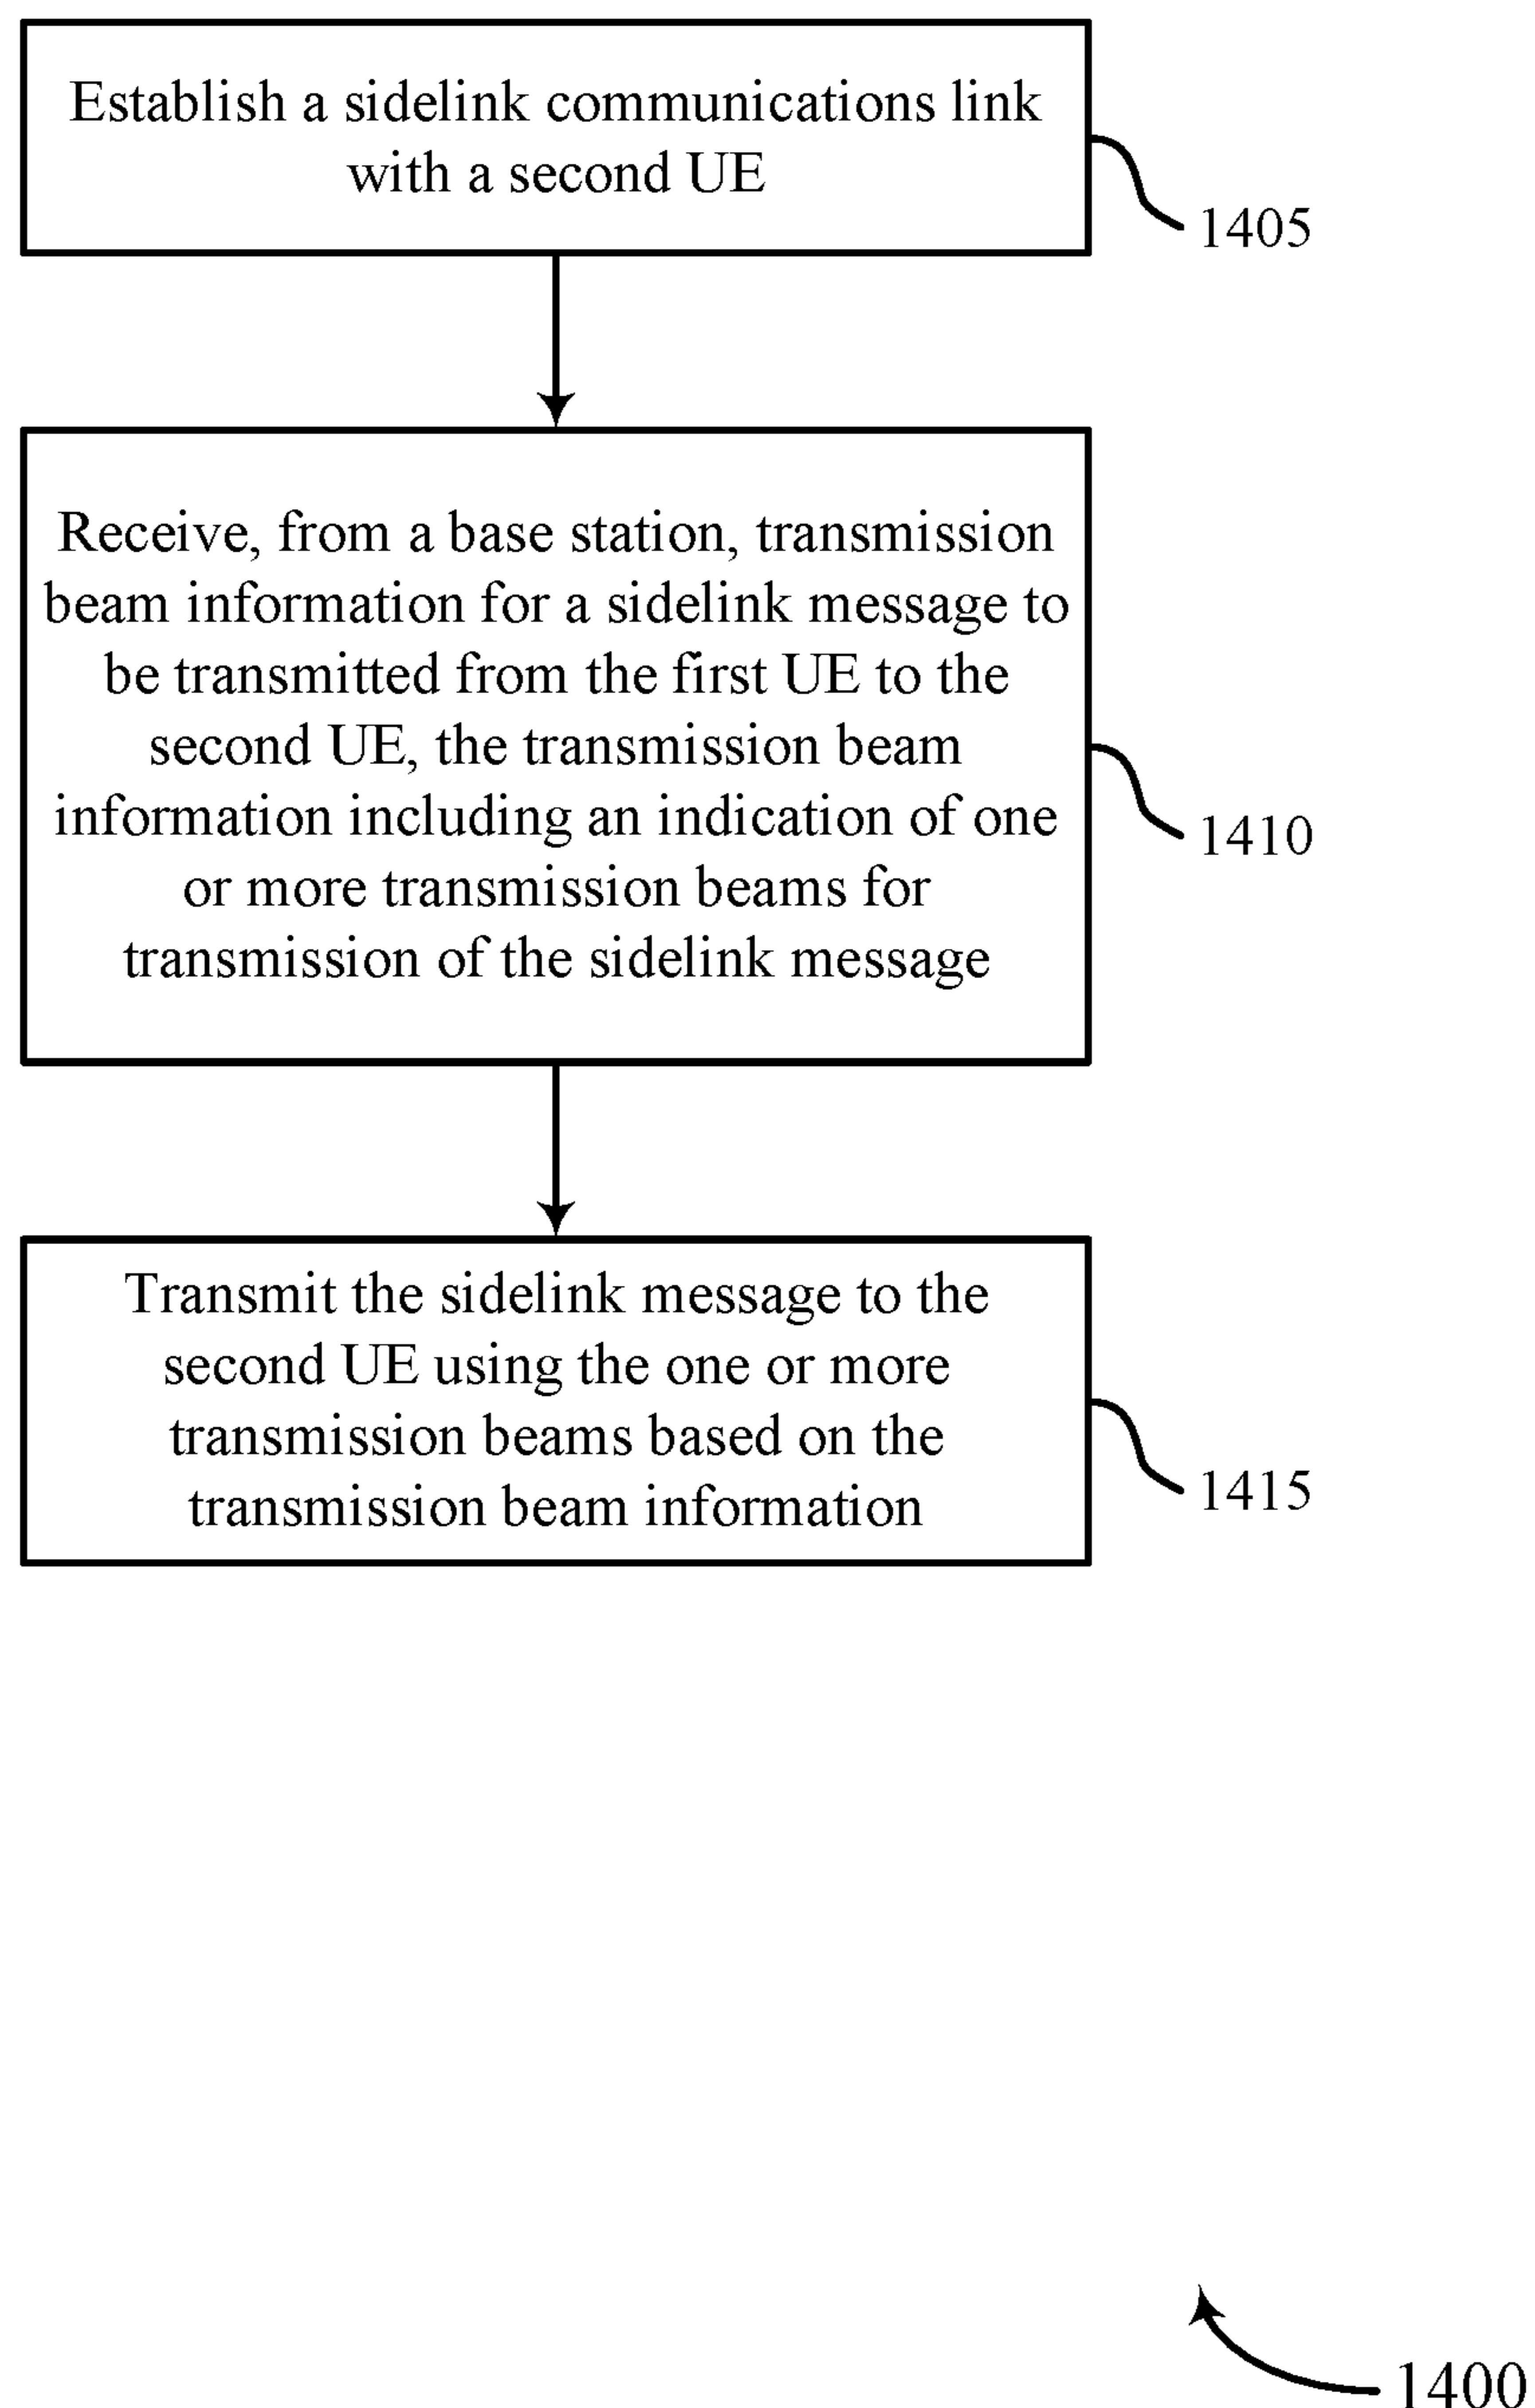 Establish a sidelink communications link
with a second UE
1405
Receive, from a base station, transmission
beam information for a sidelink message to
be transmitted from the first UE to the
second UE, the transmission beam
information including an indication of one
or more transmission beams for
transmission of the sidelink message
1410
Transmit the sidelink message to the
second UE using the one or more
transmission beams based on the
transmission beam information
1415
1400